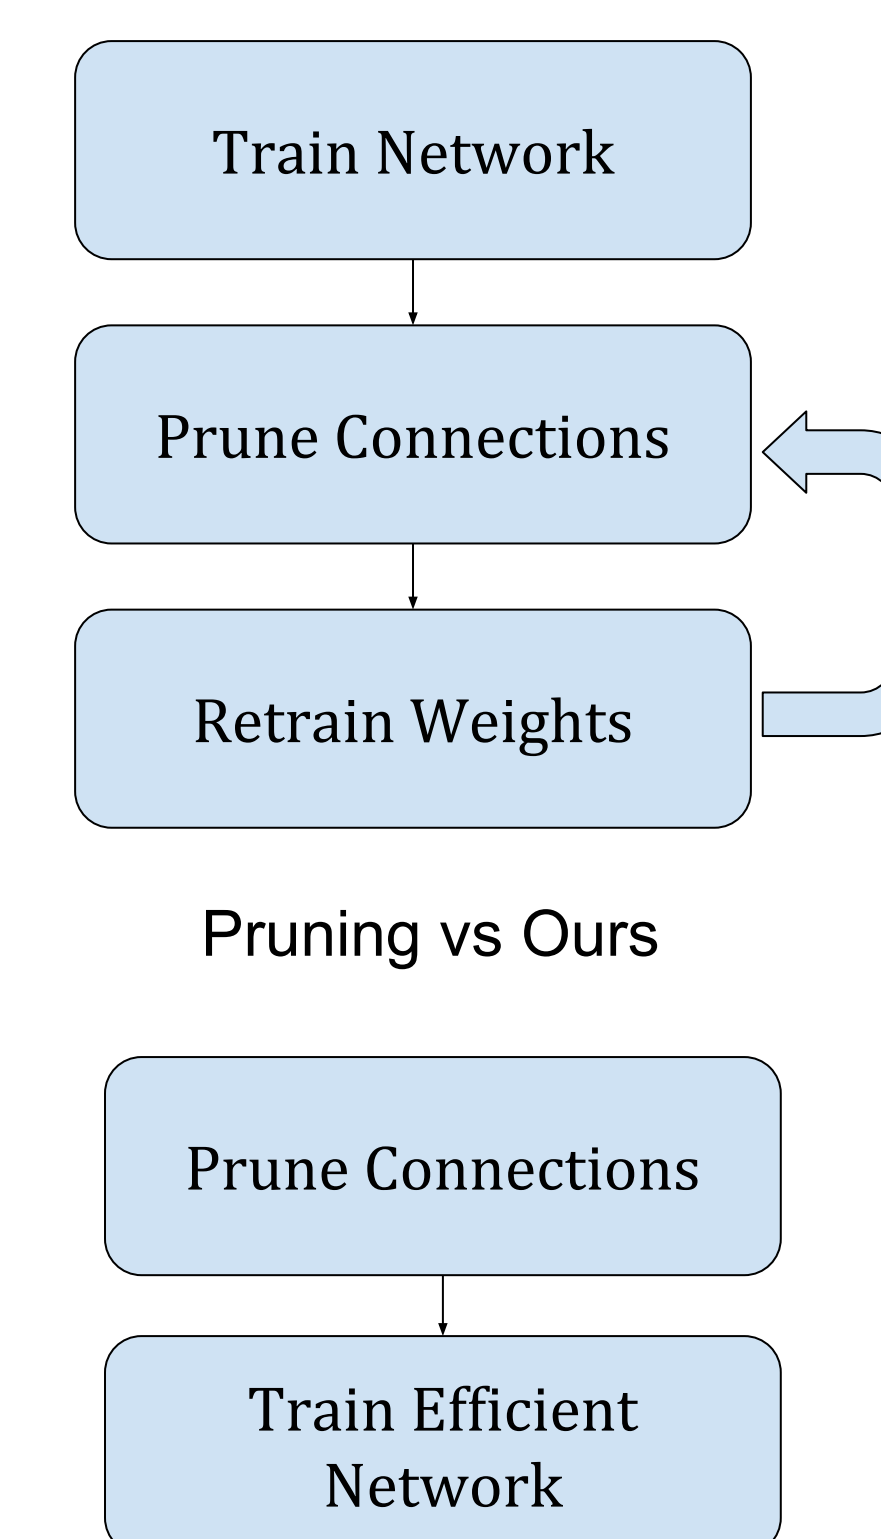 Train Network
Prune Connections
Retrain Weights
Pruning vs Ours
Prune Connections
Train Efficient
Network